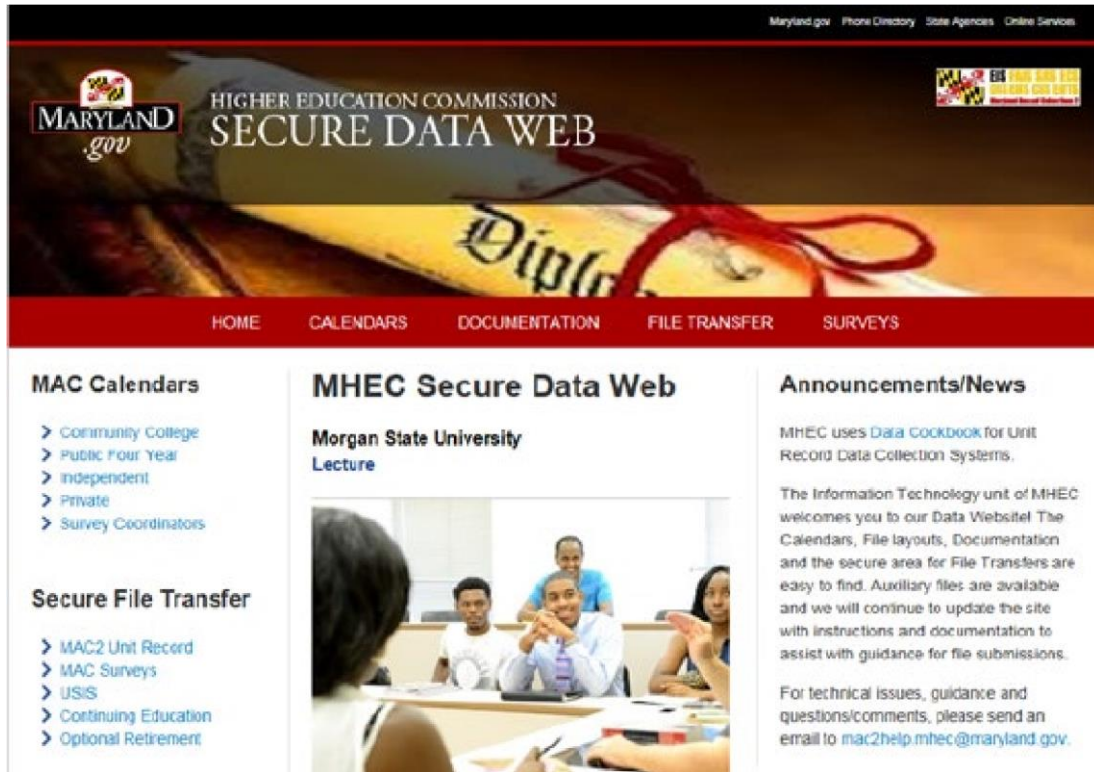 Maryland.gov Phone Directory State Agencies Online Services
MARYLAND
.gov
HIGHER EDUCATION COMMISSION
SECURE DATA WEB
Diplo
HOME CALENDARS DOCUMENTATION FILE TRANSFER SURVEYS
MAC Calendars
Community College
Public Four Year
Independent
Private
Survey Coordinators
Secure File Transfer
MAC2 Unit Record
MAC Surveys
USIS
Continuing Education
Optional Retirement
MHEC Secure Data Web
Morgan State University
Lecture
Announcements/News
MHEC uses Data Cookbook for Unit
Record Data Collection Systems.
The Information Technology unit of MHEC
welcomes you to our Data Website! The
Calendars, File layouts, Documentation
and the secure area for File Transfers are
easy to find. Auxiliary files are available
and we will continue to update the site
with instructions and documentation to
assist with guidance for file submissions.
For technical issues, guidance and
questions/comments, please send an
email to mac2help.mhec@maryland.gov.